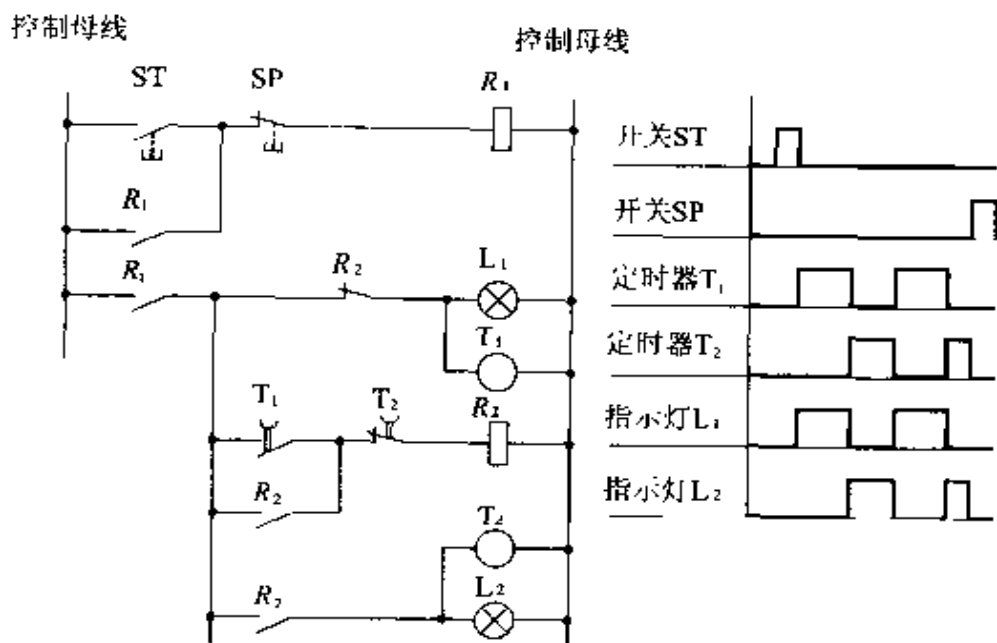 控制母线
控制母线
ST SP R₁
R₁
R₁ R₂ L₁
T₁
T₁ T₂ R₂
R₂
T₂
R₂ L₂
开关ST
开关SP
定时器T₁
定时器T₂
指示灯L₁
指示灯L₂